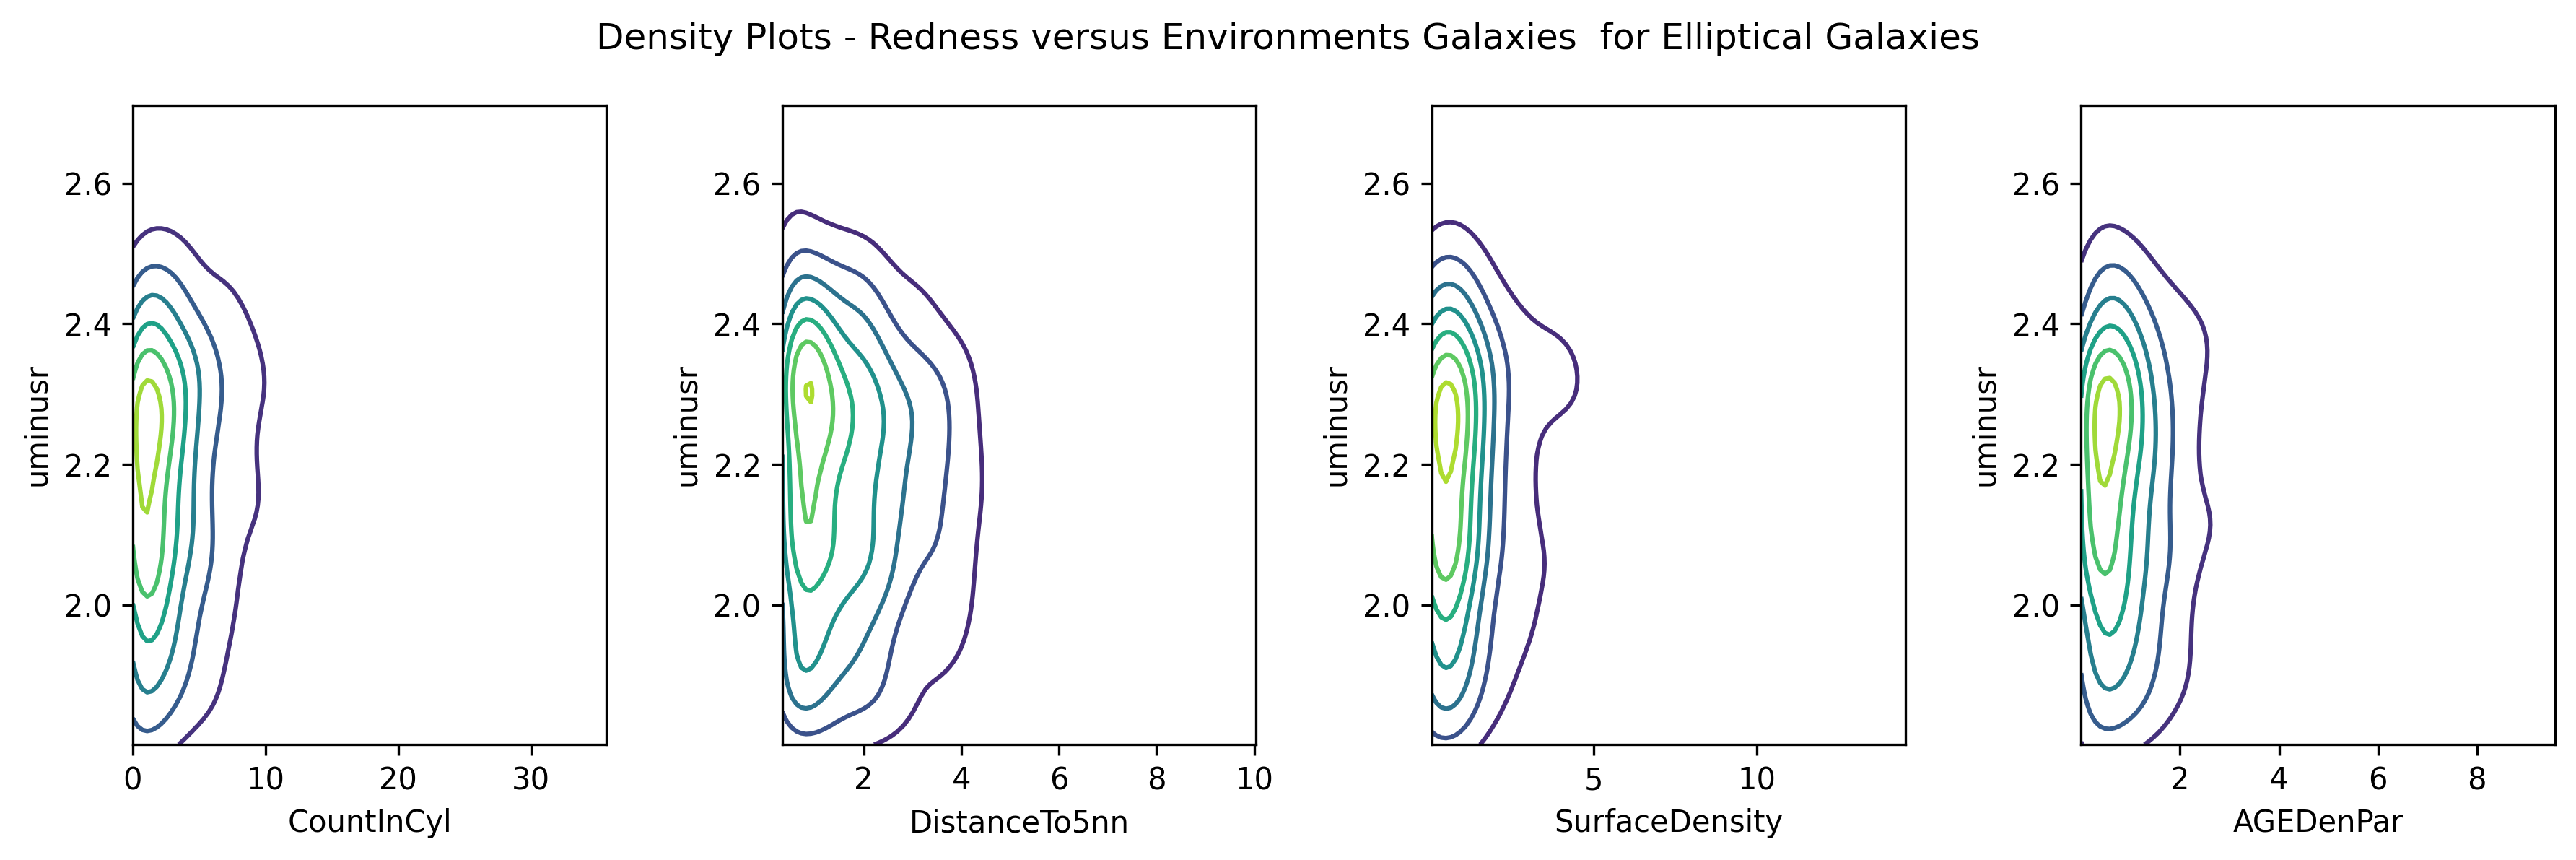 Density Plots - Redness versus Environments Galaxies  for Elliptical Galaxies
2.6
2.4
2.2
2.0
uminusr
0 10 20 30
CountInCyl
2.6
2.4
2.2
2.0
uminusr
2 4 6 8 10
DistanceTo5nn
2.6
2.4
2.2
2.0
uminusr
5 10
SurfaceDensity
2.6
2.4
2.2
2.0
uminusr
2 4 6 8
AGEDenPar